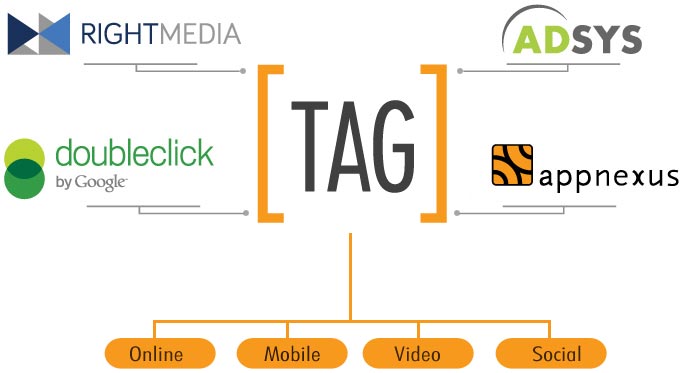 RIGHTMEDIA
ADSYS
[TAG]
doubleclick
by Google
appnexus
Online
Mobile
Video
Social